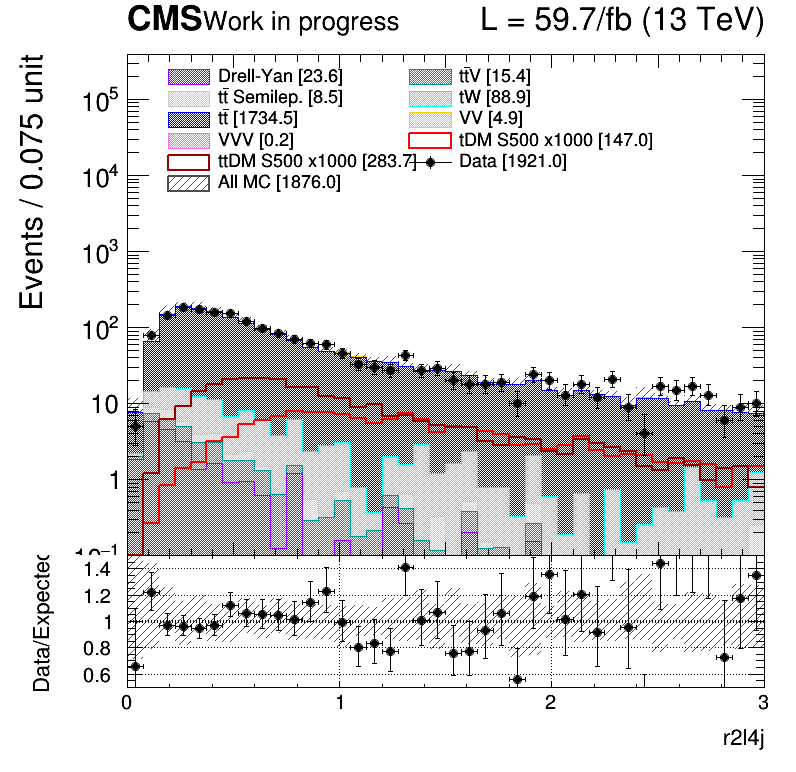 CMS Work in progress L = 59.7/fb (13 TeV)
Events / 0.075 unit
Drell-Yan [23.6]
tt̄V [15.4]
tt̄ Semilep. [8.5]
tW [88.9]
tt̄ [1734.5]
VV [4.9]
VVV [0.2]
tDM S500 x1000 [147.0]
ttDM S500 x1000 [283.7]
Data [1921.0]
All MC [1876.0]
10⁵
10⁴
10³
10²
10
1
10⁻¹
Data/Expected
1.4
1.2
1
0.8
0.6
0 1 2 3
r2l4j